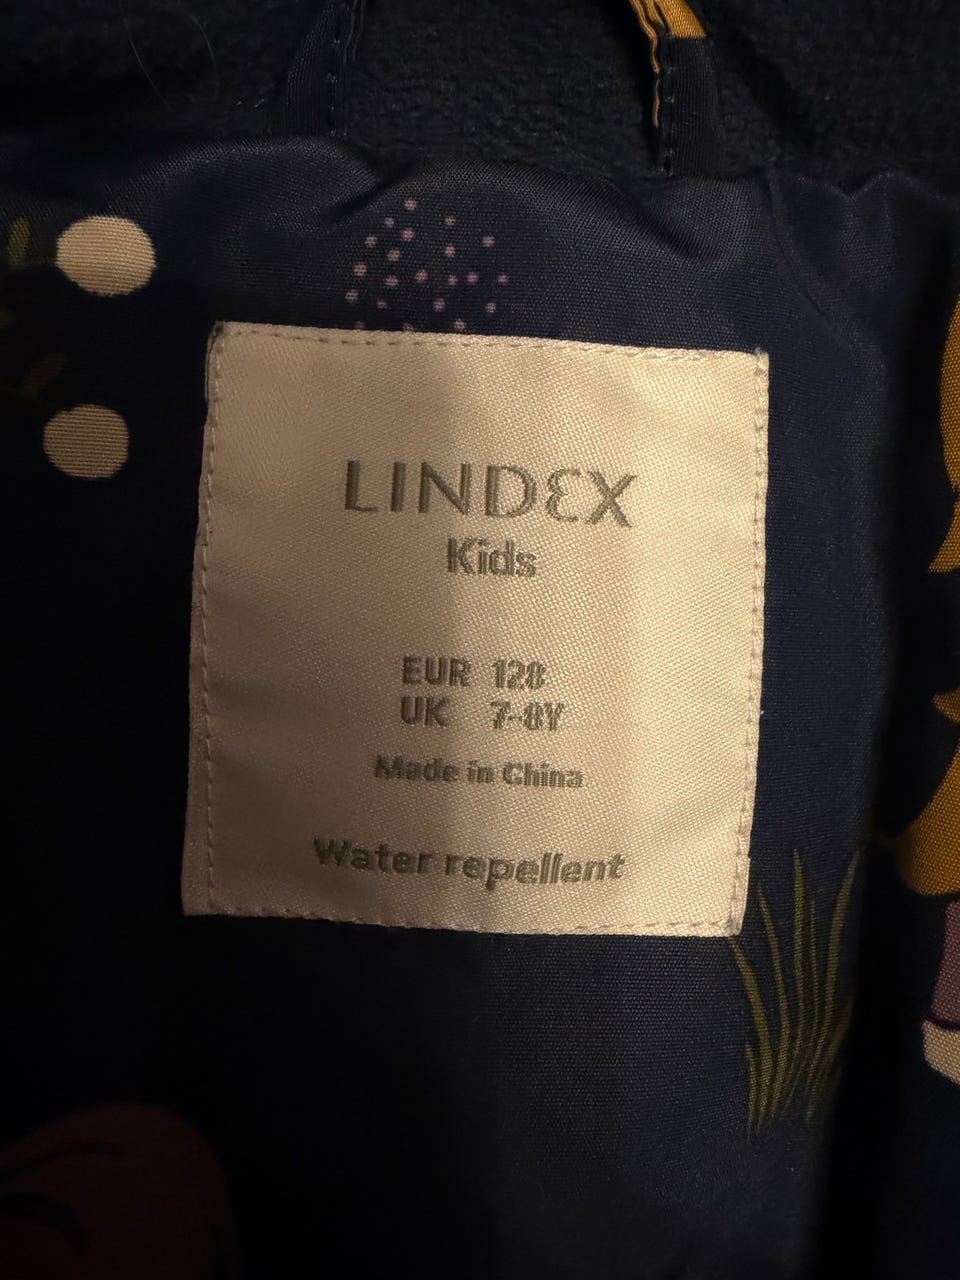 LINDEX
Kids
EUR 128
UK 7-8Y
Made in China
Water repellent